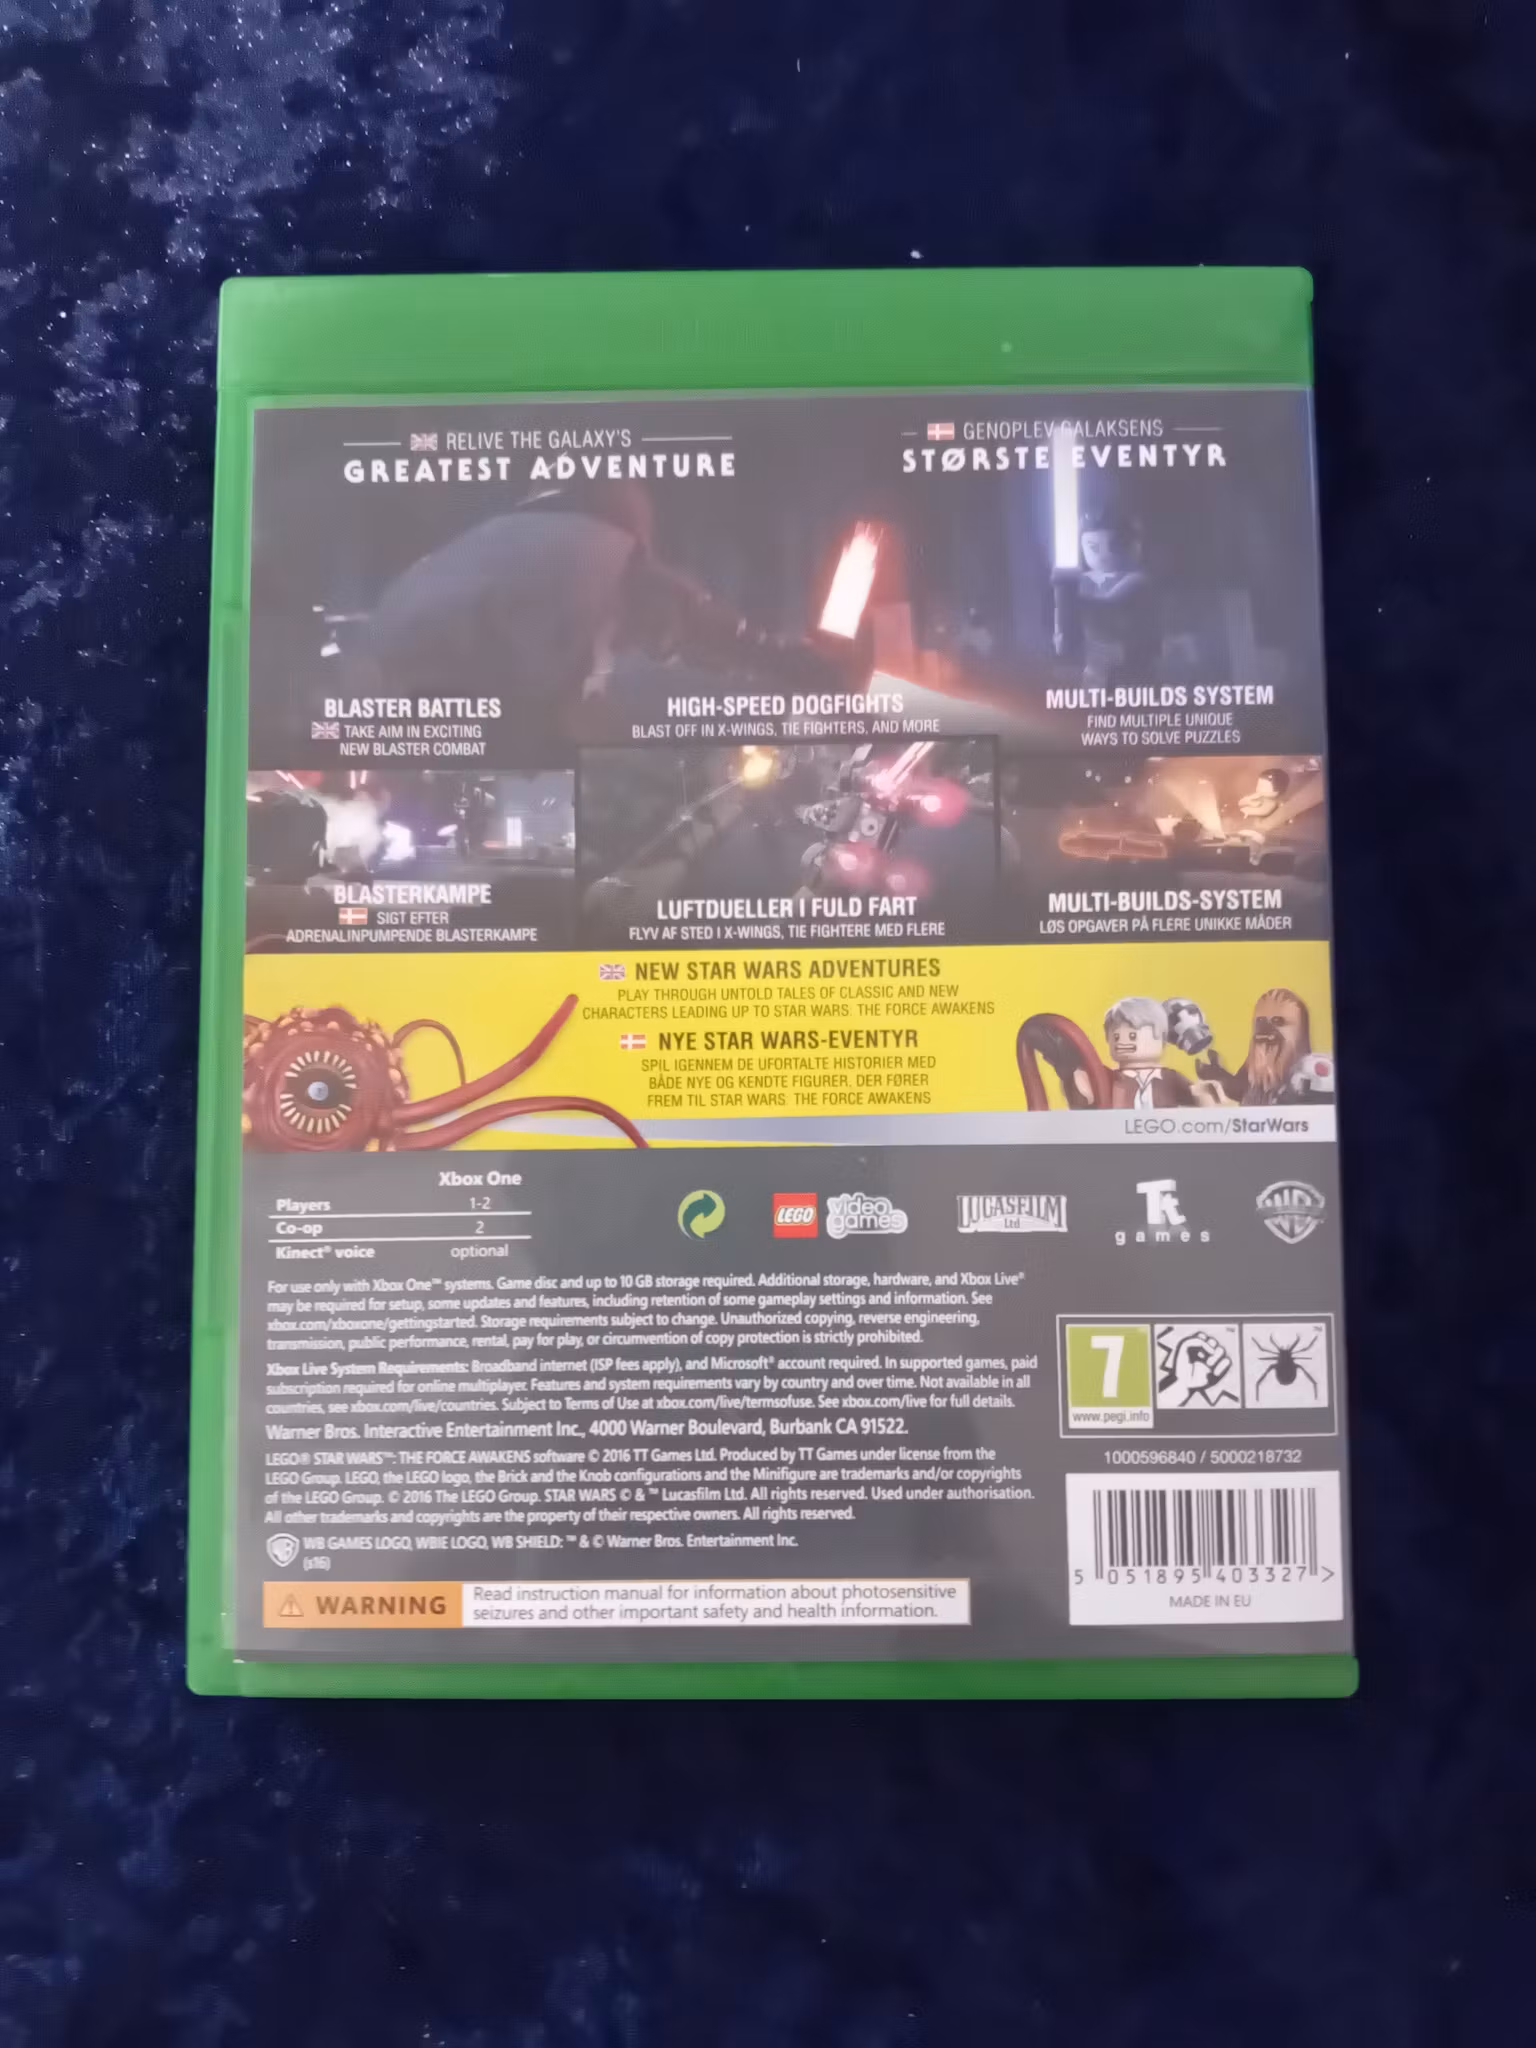 RELIVE THE GALAXY'S
GREATEST ADVENTURE
GENOPLEV GALAKSENS
STØRSTE EVENTYR
BLASTER BATTLES
TAKE AIM IN EXCITING
NEW BLASTER COMBAT
HIGH-SPEED DOGFIGHTS
BLAST OFF IN X-WINGS, TIE FIGHTERS, AND MORE
MULTI-BUILDS SYSTEM
FIND MULTIPLE UNIQUE
WAYS TO SOLVE PUZZLES
BLASTERKAMPE
SIGT EFTER
ADRENALINPUMPENDE BLASTERKAMPE
LUFTDUELLER I FULD FART
FLYV AF STED I X-WINGS, TIE FIGHTERE MED FLERE
MULTI-BUILDS-SYSTEM
LØS OPGAVER PÅ FLERE UNIKKE MÅDER
NEW STAR WARS ADVENTURES
PLAY THROUGH UNTOLD TALES OF CLASSIC AND NEW
CHARACTERS LEADING UP TO STAR WARS: THE FORCE AWAKENS
NYE STAR WARS-EVENTYR
SPIL IGENNEM DE UFORTALTE HISTORIER MED
BÅDE NYE OG KENDTE FIGURER, DER FØRER
FREM TIL STAR WARS: THE FORCE AWAKENS
LEGO.com/StarWars
Xbox One
Players 1-2
Co-op 2
Kinect® voice optional
LEGO video games
LUCASFILM Ltd
Tt games
WB
For use only with Xbox One™ systems. Game disc and up to 10 GB storage required. Additional storage, hardware, and Xbox Live®
may be required for setup, some updates and features, including retention of some gameplay settings and information. See
xbox.com/xboxone/gettingstarted. Storage requirements subject to change. Unauthorized copying, reverse engineering,
transmission, public performance, rental, pay for play, or circumvention of copy protection is strictly prohibited.
Xbox Live System Requirements: Broadband internet (ISP fees apply), and Microsoft® account required. In supported games, paid
subscription required for online multiplayer. Features and system requirements vary by country and over time. Not available in all
countries, see xbox.com/live/countries. Subject to Terms of Use at xbox.com/live/termsofuse. See xbox.com/live for full details.
Warner Bros. Interactive Entertainment Inc., 4000 Warner Boulevard, Burbank CA 91522.
LEGO® STAR WARS™: THE FORCE AWAKENS software © 2016 TT Games Ltd. Produced by TT Games under license from the
LEGO Group. LEGO, the LEGO logo, the Brick and the Knob configurations and the Minifigure are trademarks and/or copyrights
of the LEGO Group. © 2016 The LEGO Group. STAR WARS © & ™ Lucasfilm Ltd. All rights reserved. Used under authorisation.
All other trademarks and copyrights are the property of their respective owners. All rights reserved.
WB GAMES LOGO, WBIE LOGO, WB SHIELD: ™ & © Warner Bros. Entertainment Inc.
(s16)
WARNING
Read instruction manual for information about photosensitive
seizures and other important safety and health information.
7
www.pegi.info
1000596840 / 5000218732
5 051895 403327 >
MADE IN EU